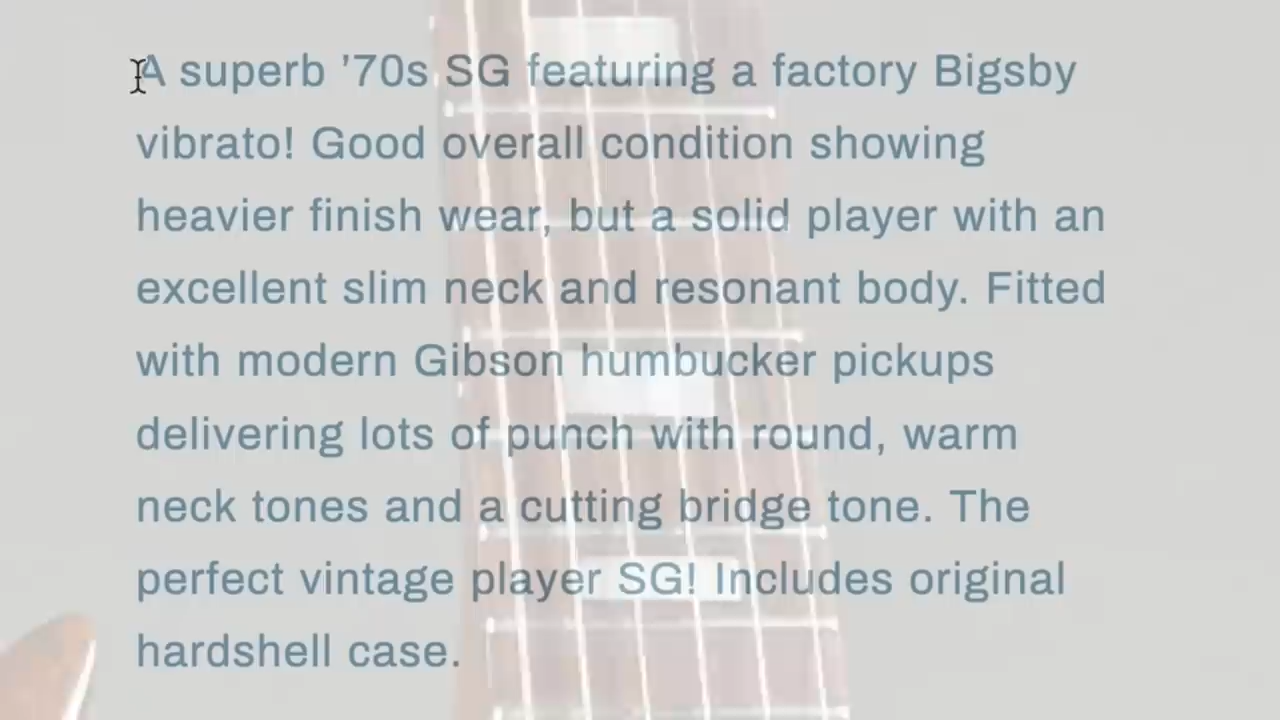 A superb ’70s SG featuring a factory Bigsby
vibrato! Good overall condition showing
heavier finish wear, but a solid player with an
excellent slim neck and resonant body. Fitted
with modern Gibson humbucker pickups
delivering lots of punch with round, warm
neck tones and a cutting bridge tone. The
perfect vintage player SG! Includes original
hardshell case.